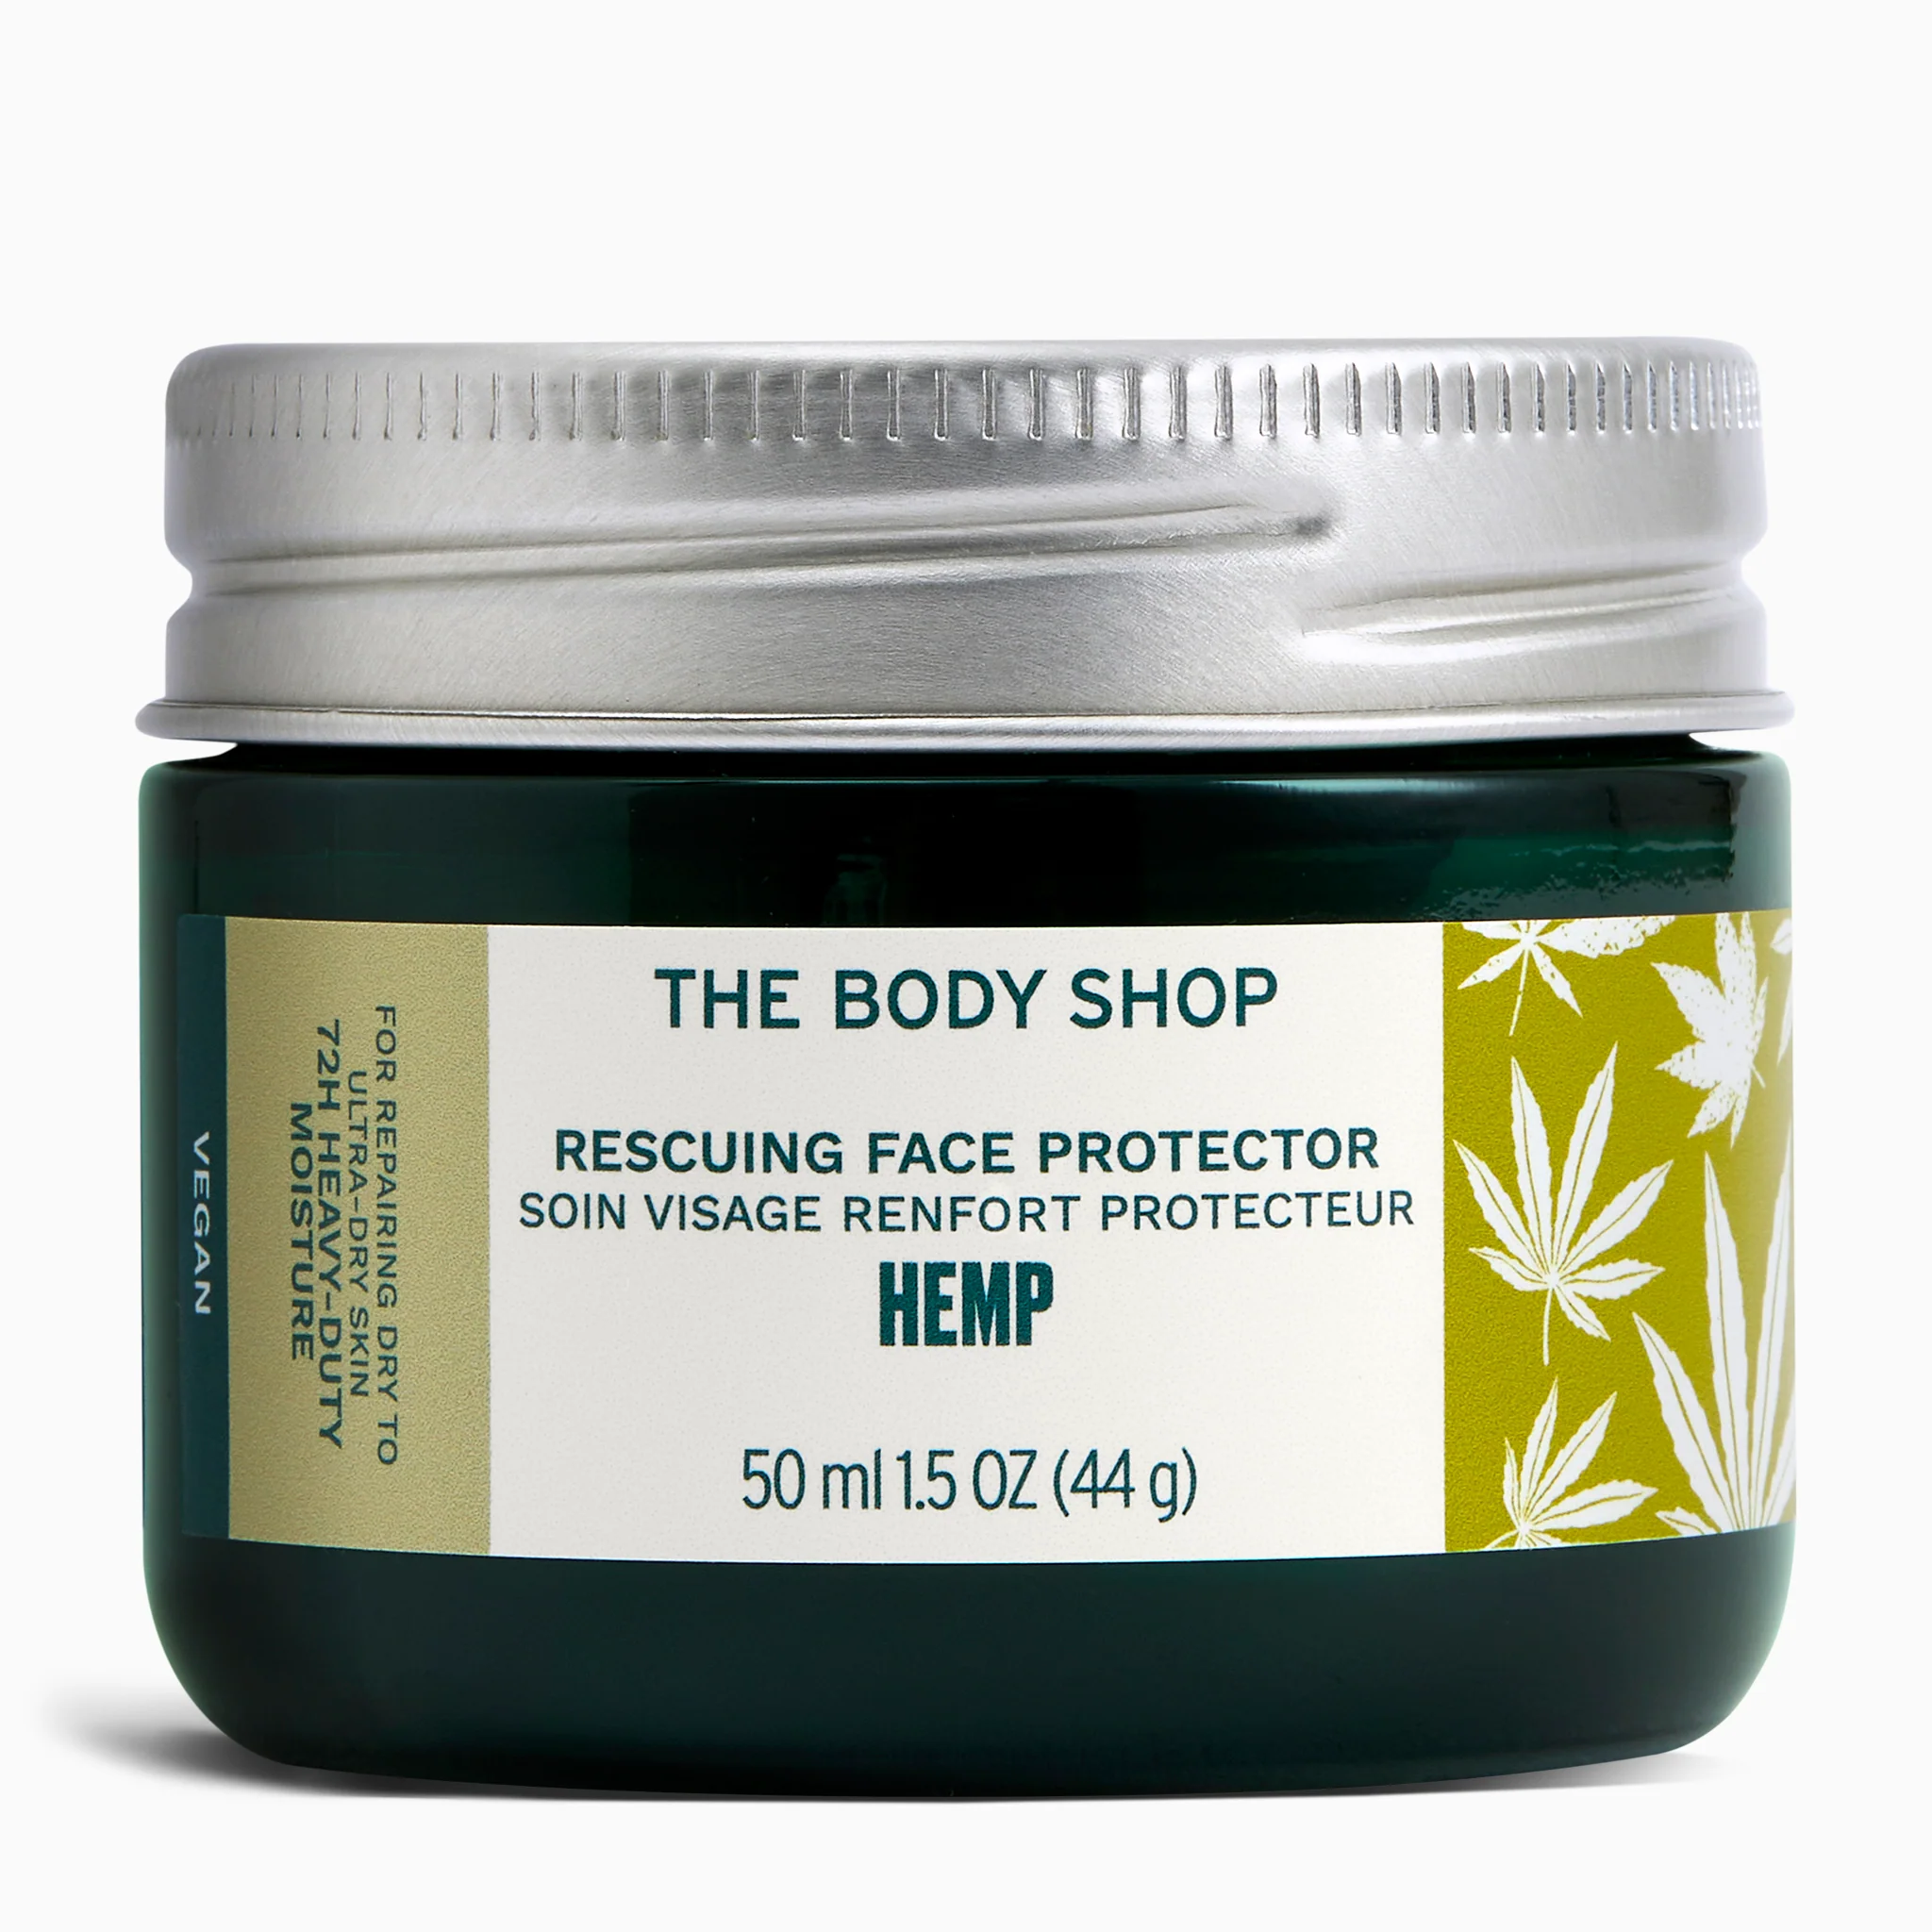 THE BODY SHOP
RESCUING FACE PROTECTOR
SOIN VISAGE RENFORT PROTECTEUR
HEMP
50 ml 1.5 OZ (44 g)
FOR REPAIRING DRY TO
ULTRA-DRY SKIN
72H HEAVY-DUTY
MOISTURE
VEGAN